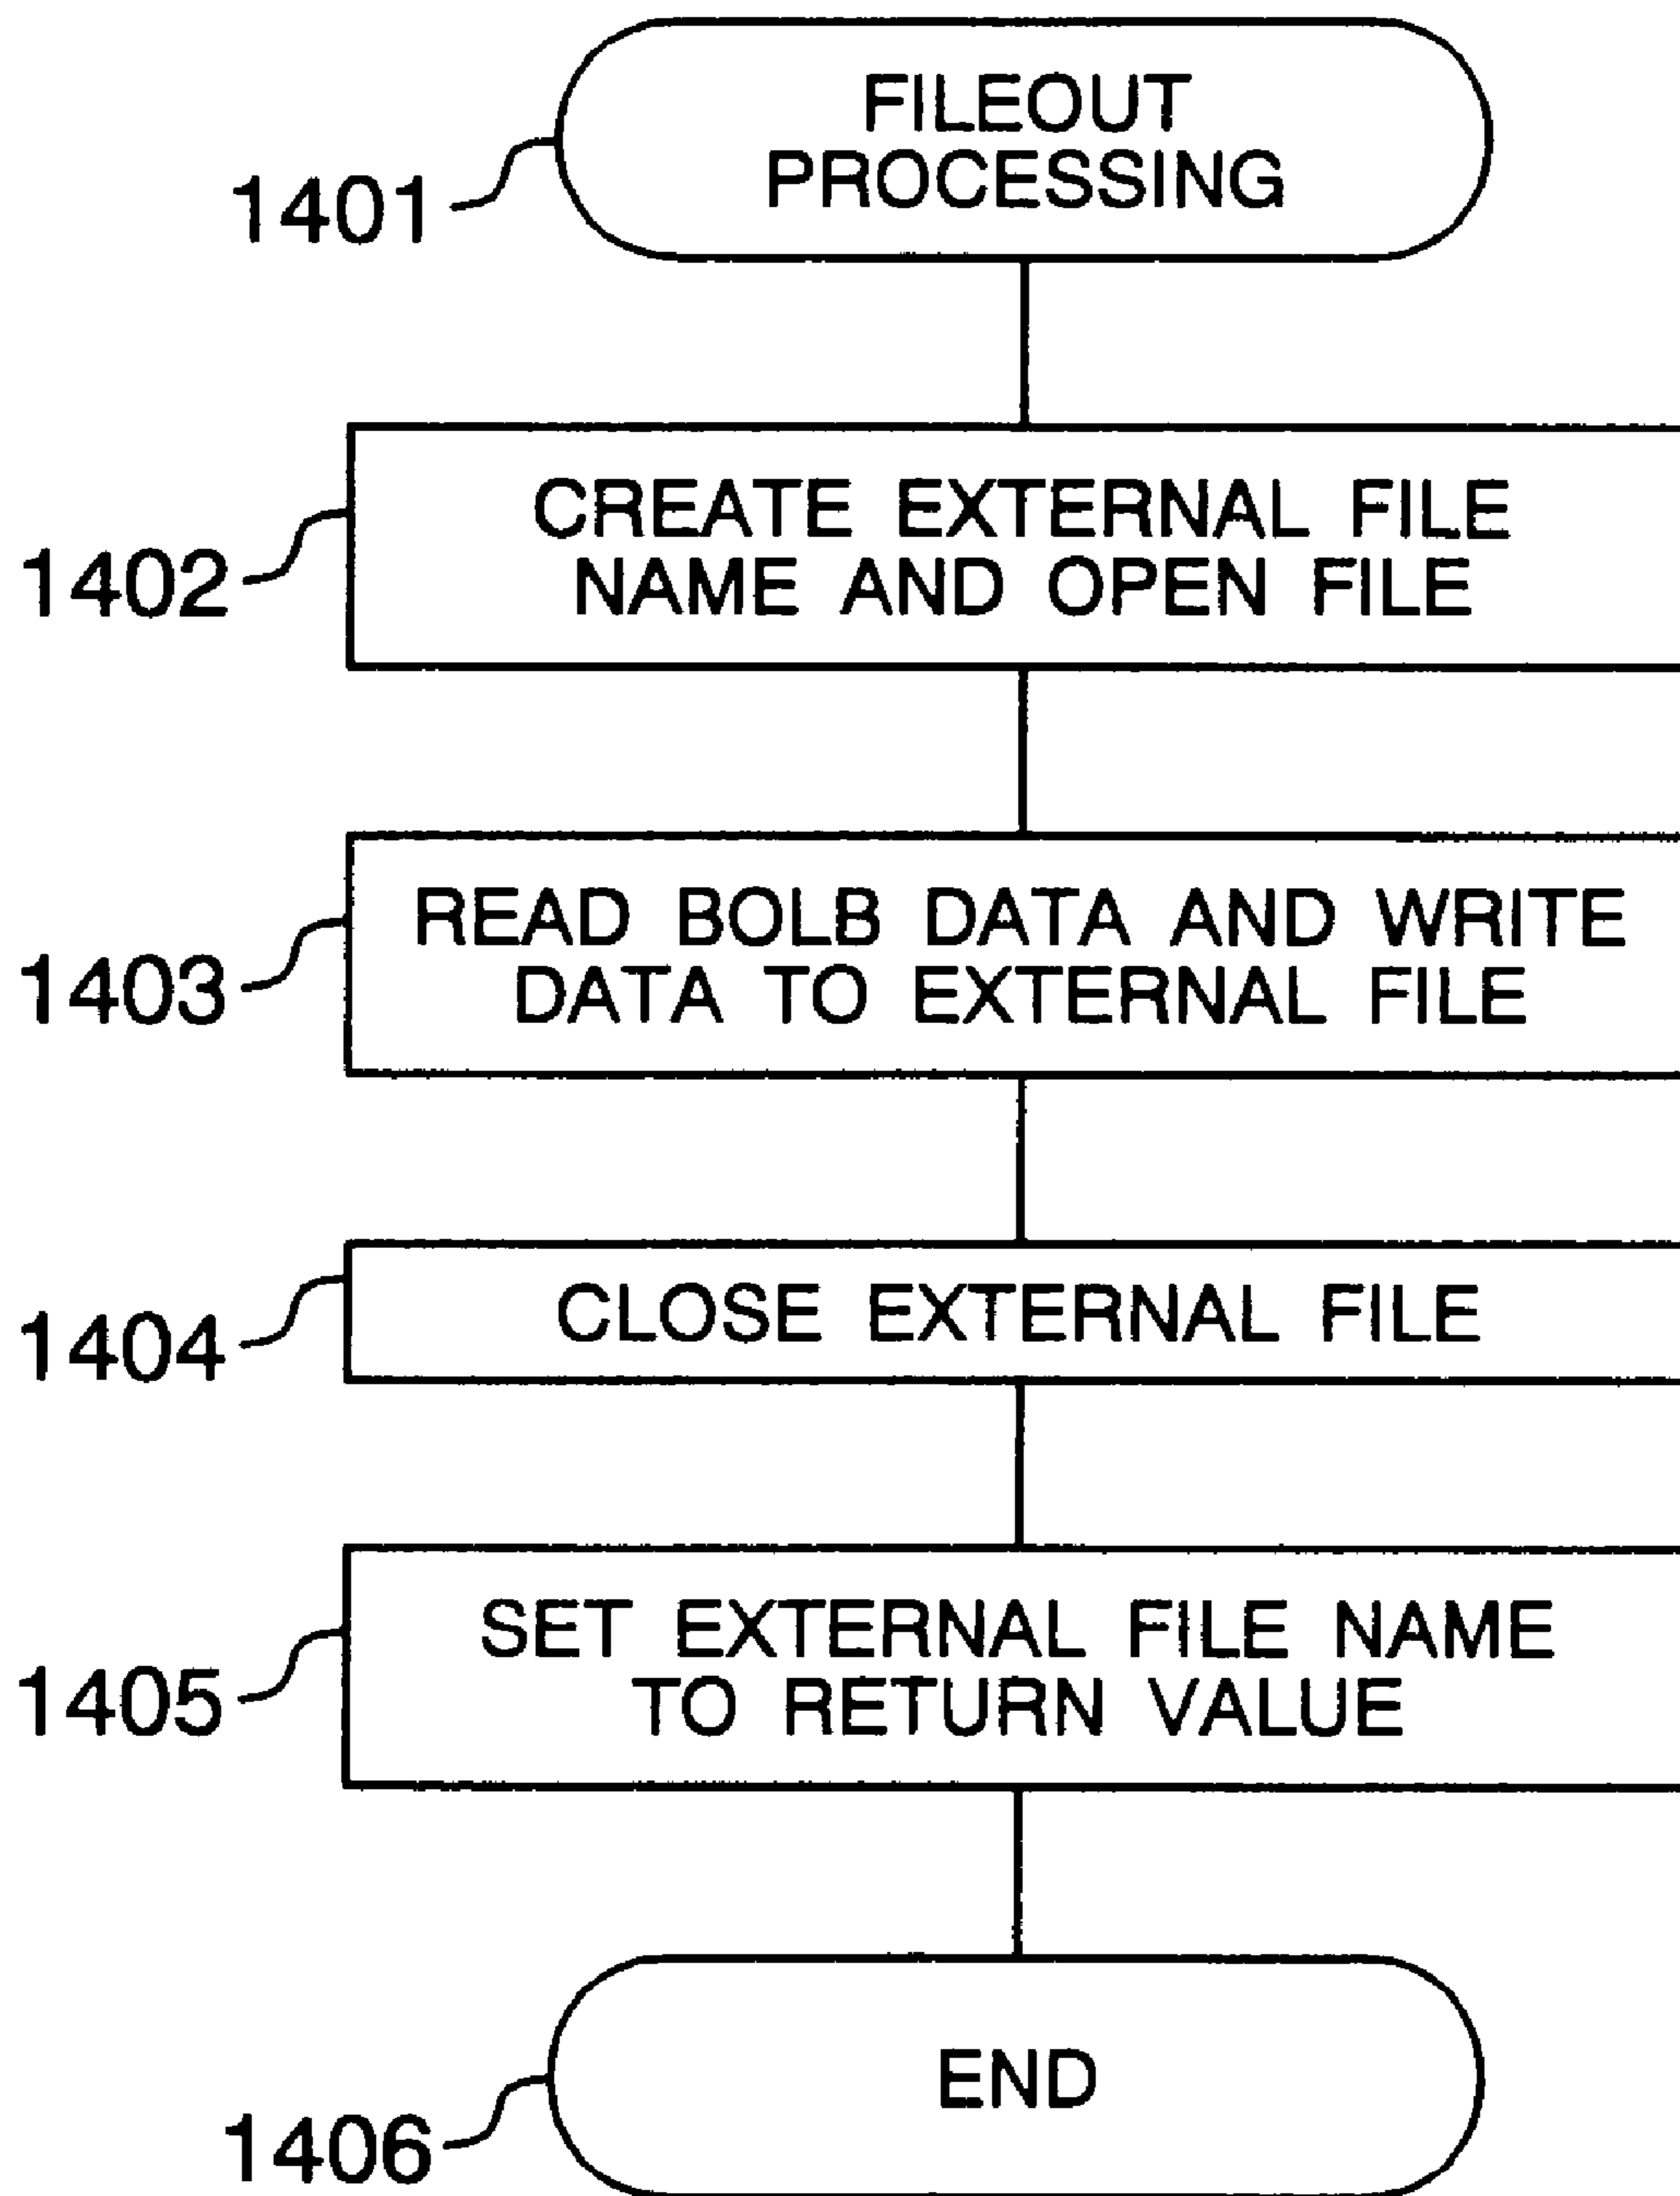 FILEOUT
PROCESSING
1401
CREATE EXTERNAL FILE
NAME AND OPEN FILE
1402
READ BOLB DATA AND WRITE
DATA TO EXTERNAL FILE
1403
CLOSE EXTERNAL FILE
1404
SET EXTERNAL FILE NAME
TO RETURN VALUE
1405
END
1406